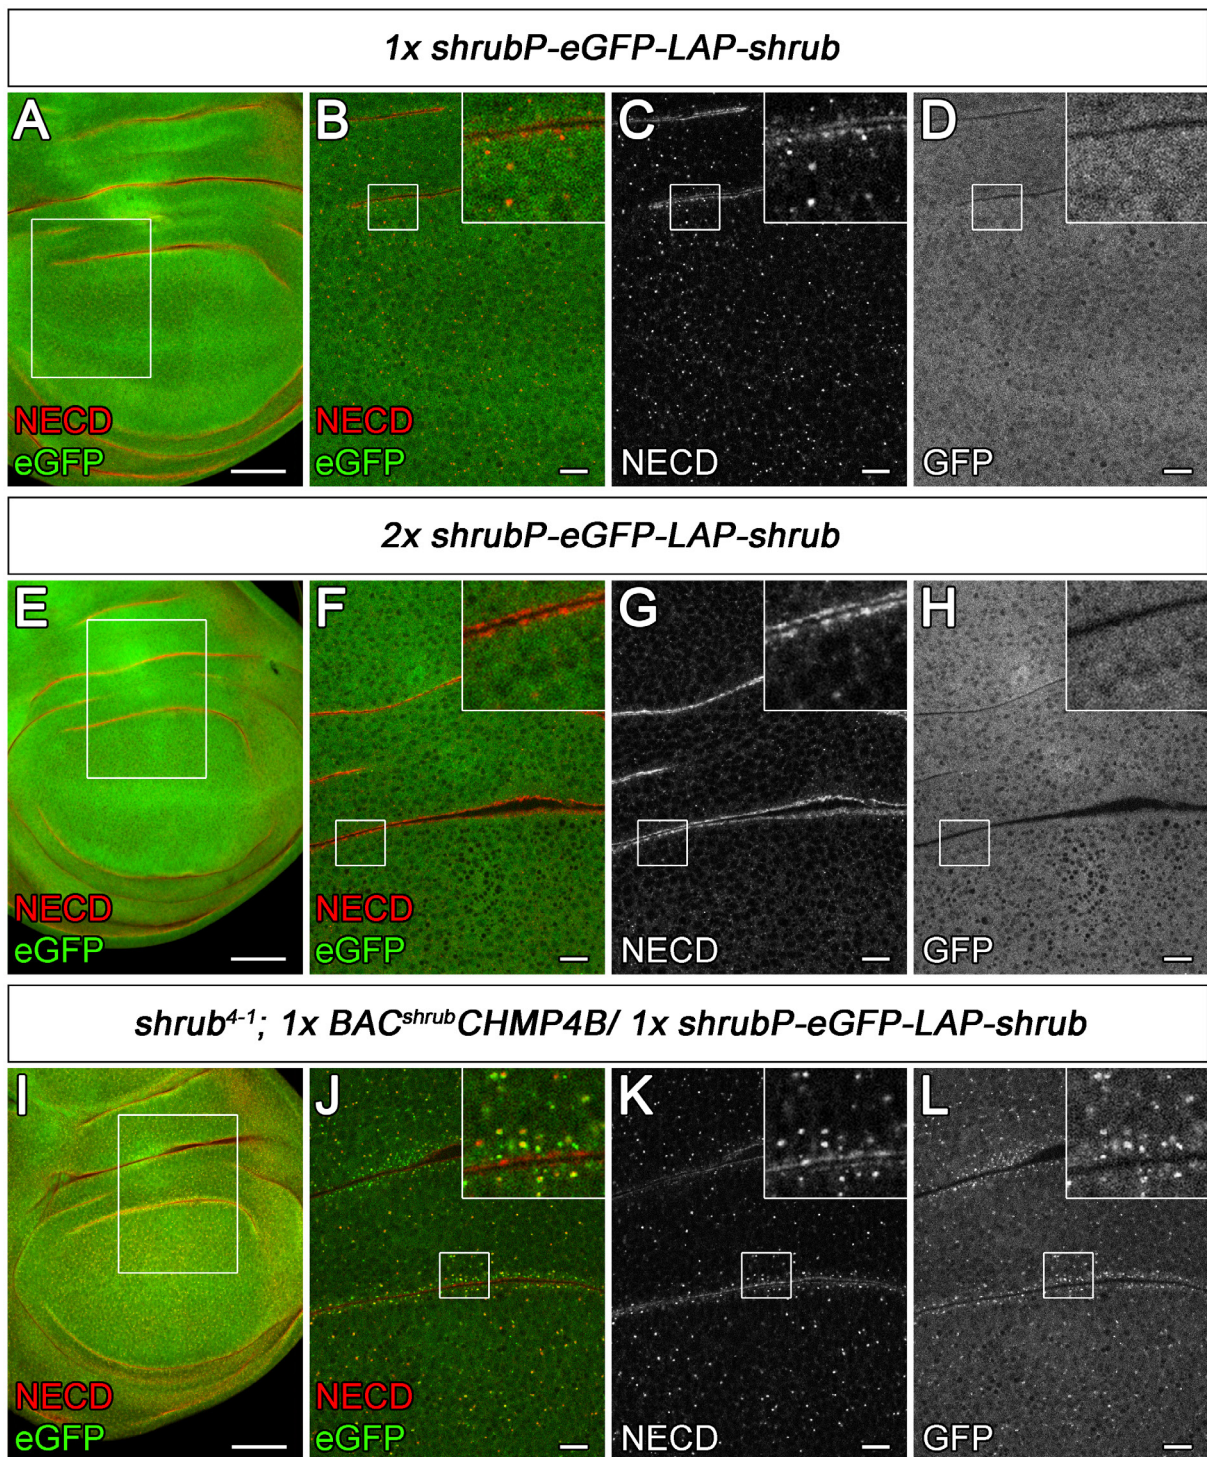 1x shrubP-eGFP-LAP-shrub
A B C D
NECD NECD
eGFP eGFP NECD GFP
2x shrubP-eGFP-LAP-shrub
E F G H
NECD NECD
eGFP eGFP NECD GFP
shrub⁴⁻¹; 1x BACˢʰʳᵘᵇCHMP4B/ 1x shrubP-eGFP-LAP-shrub
I J K L
NECD NECD
eGFP eGFP NECD GFP